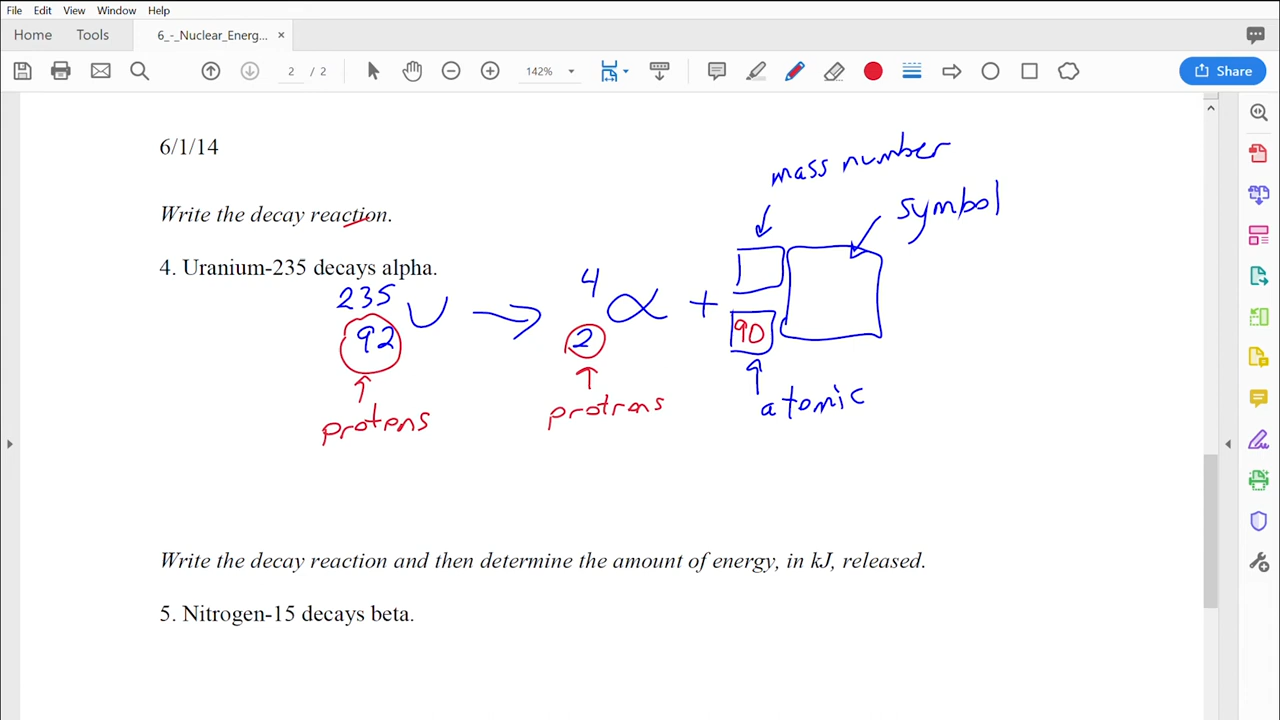 File Edit View Window Help
Home Tools 6_-_Nuclear_Energ... ×
2 / 2 142% Share
6/1/14
mass number
Write the decay reaction.
symbol
4. Uranium-235 decays alpha.
235 4
92 U → 2 α + 90
protons protrons atomic
Write the decay reaction and then determine the amount of energy, in kJ, released.
5. Nitrogen-15 decays beta.